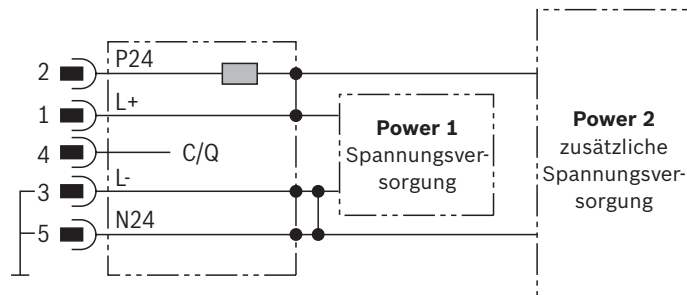 2 P24
1 L+
4 C/Q
3 L-
5 N24
Power 1
Spannungsver-
sorgung
Power 2
zusätzliche
Spannungsver-
sorgung